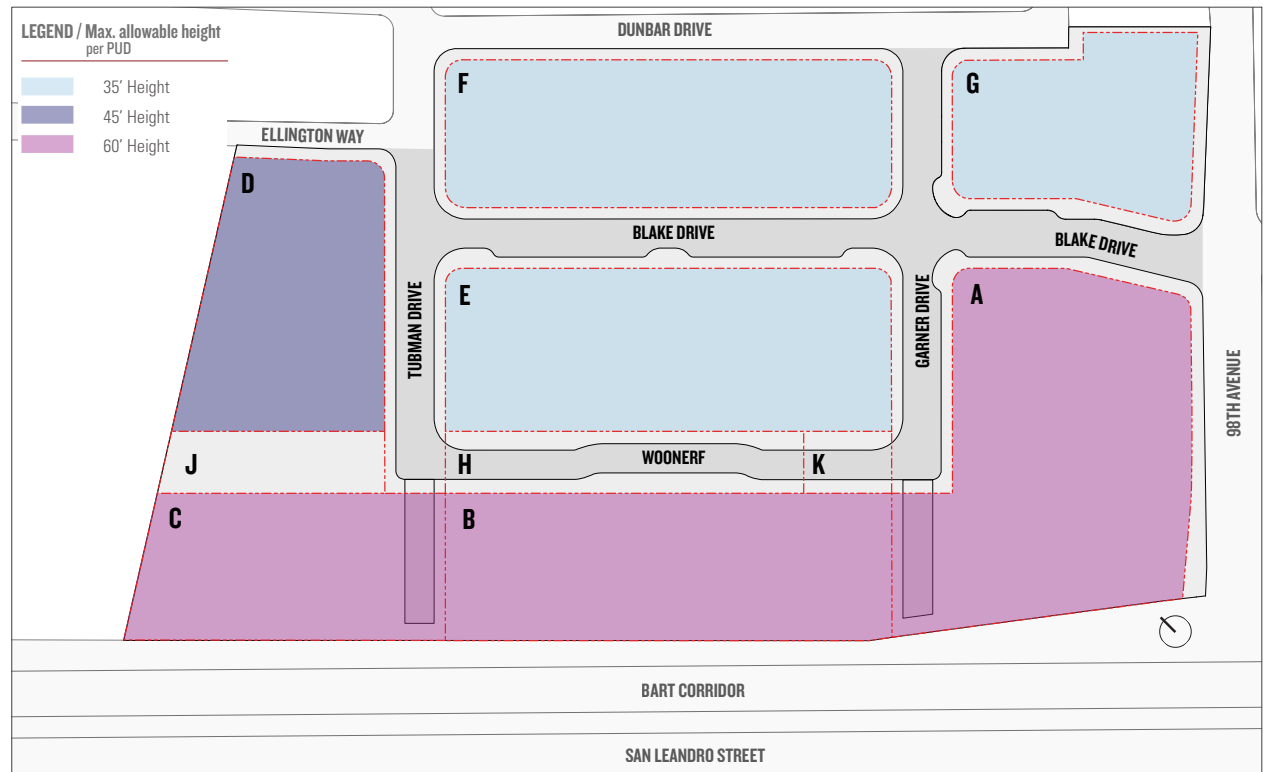 LEGEND / Max. allowable height
per PUD
35' Height
45' Height
60' Height
DUNBAR DRIVE
ELLINGTON WAY
F
G
D
BLAKE DRIVE
BLAKE DRIVE
E
A
TUBMAN DRIVE
GARNER DRIVE
98TH AVENUE
J
H
WOONERF
K
C
B
BART CORRIDOR
SAN LEANDRO STREET